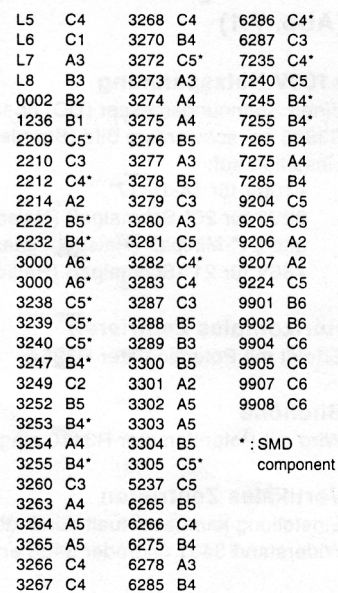 L5 C4 3268 C4 6286 C4*
L6 C1 3270 B4 6287 C3
L7 A3 3272 C5* 7235 C4*
L8 B3 3273 A3 7240 C5
0002 B2 3274 A4 7245 B4*
1236 B1 3275 A4 7255 B4*
2209 C5* 3276 B5 7265 B4
2210 C3 3277 A3 7275 A4
2212 C4* 3278 B5 7285 B4
2214 A2 3279 C3 9204 C5
2222 B5* 3280 A3 9205 C5
2232 B4* 3281 C5 9206 A2
3000 A6* 3282 C4* 9207 A2
3000 A6* 3283 C4 9224 C5
3238 C5* 3287 C3 9901 B6
3239 B5* 3288 B5 9902 B6
3240 C5* 3289 B3 9904 C6
3247 B4* 3300 B5 9905 C6
3249 C2 3301 A2 9907 C6
3252 B5 3302 A5 9908 C6
3253 B4* 3303 A5
3254 A4 3304 B5 * : SMD
3255 B4* 3305 C5* component
3260 C3 5237 C5
3263 A4 6265 B5
3264 A5 6266 C4
3265 A5 6275 B4
3266 C4 6278 A3
3267 C4 6285 B4